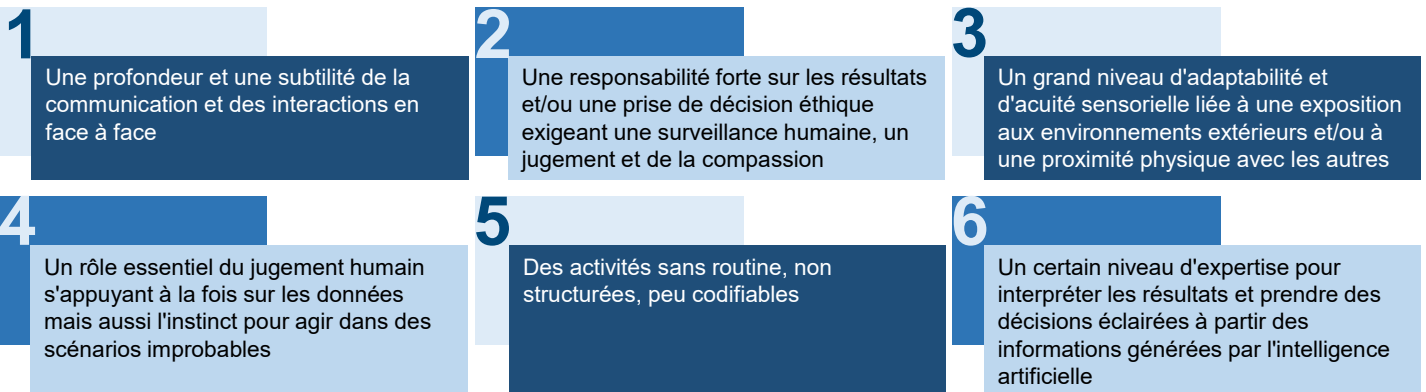 1
Une profondeur et une subtilité de la
communication et des interactions en
face à face
2
Une responsabilité forte sur les résultats
et/ou une prise de décision éthique
exigeant une surveillance humaine, un
jugement et de la compassion
3
Un grand niveau d'adaptabilité et
d'acuité sensorielle liée à une exposition
aux environnements extérieurs et/ou à
une proximité physique avec les autres
4
Un rôle essentiel du jugement humain
s'appuyant à la fois sur les données
mais aussi l'instinct pour agir dans des
scénarios improbables
5
Des activités sans routine, non
structurées, peu codifiables
6
Un certain niveau d'expertise pour
interpréter les résultats et prendre des
décisions éclairées à partir des
informations générées par l'intelligence
artificielle